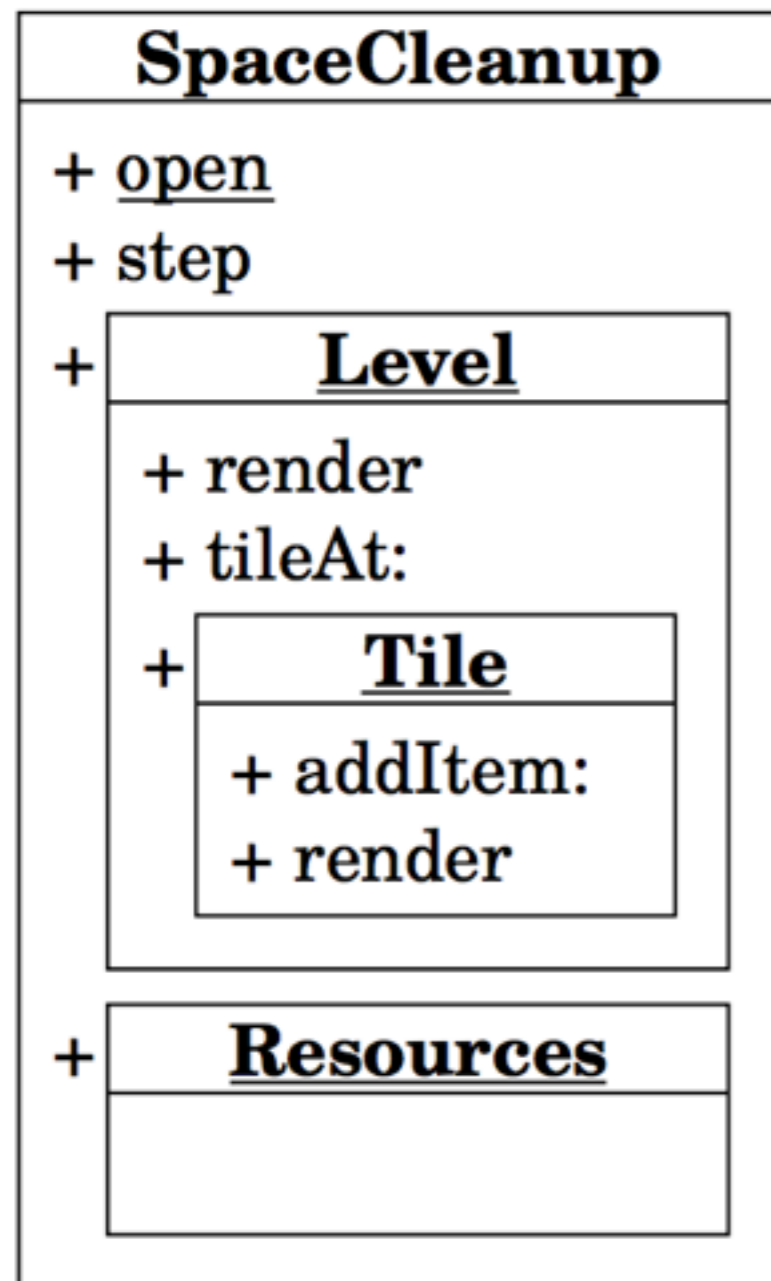 SpaceCleanup
+ open
+ step
+ Level
+ render
+ tileAt:
+ Tile
+ addItem:
+ render
+ Resources